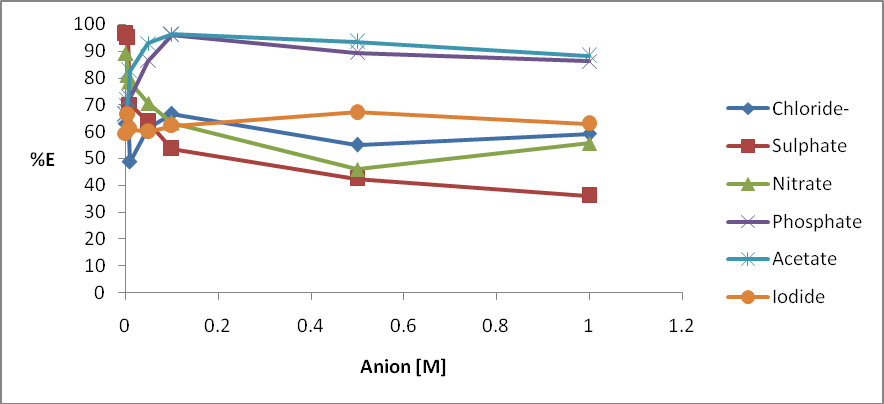 100
90
80
70
60
50
40
30
20
10
0
%E
0 0.2 0.4 0.6 0.8 1 1.2
Anion [M]
Chloride-
Sulphate
Nitrate
Phosphate
Acetate
Iodide